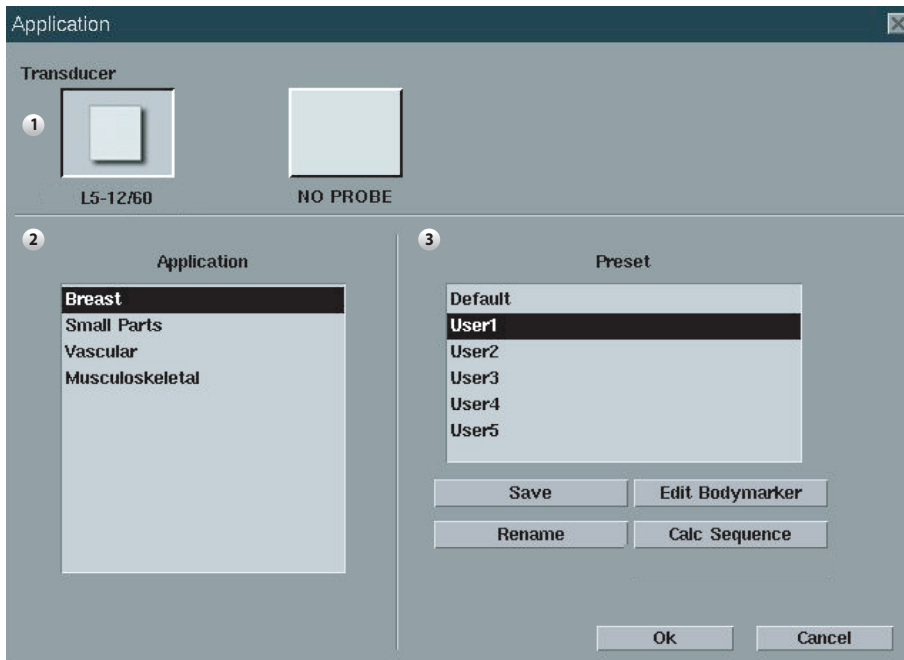 Application
Transducer
1
L5-12/60
NO PROBE
2
Application
Breast
Small Parts
Vascular
Musculoskeletal
3
Preset
Default
User1
User2
User3
User4
User5
Save
Edit Bodymarker
Rename
Calc Sequence
Ok
Cancel